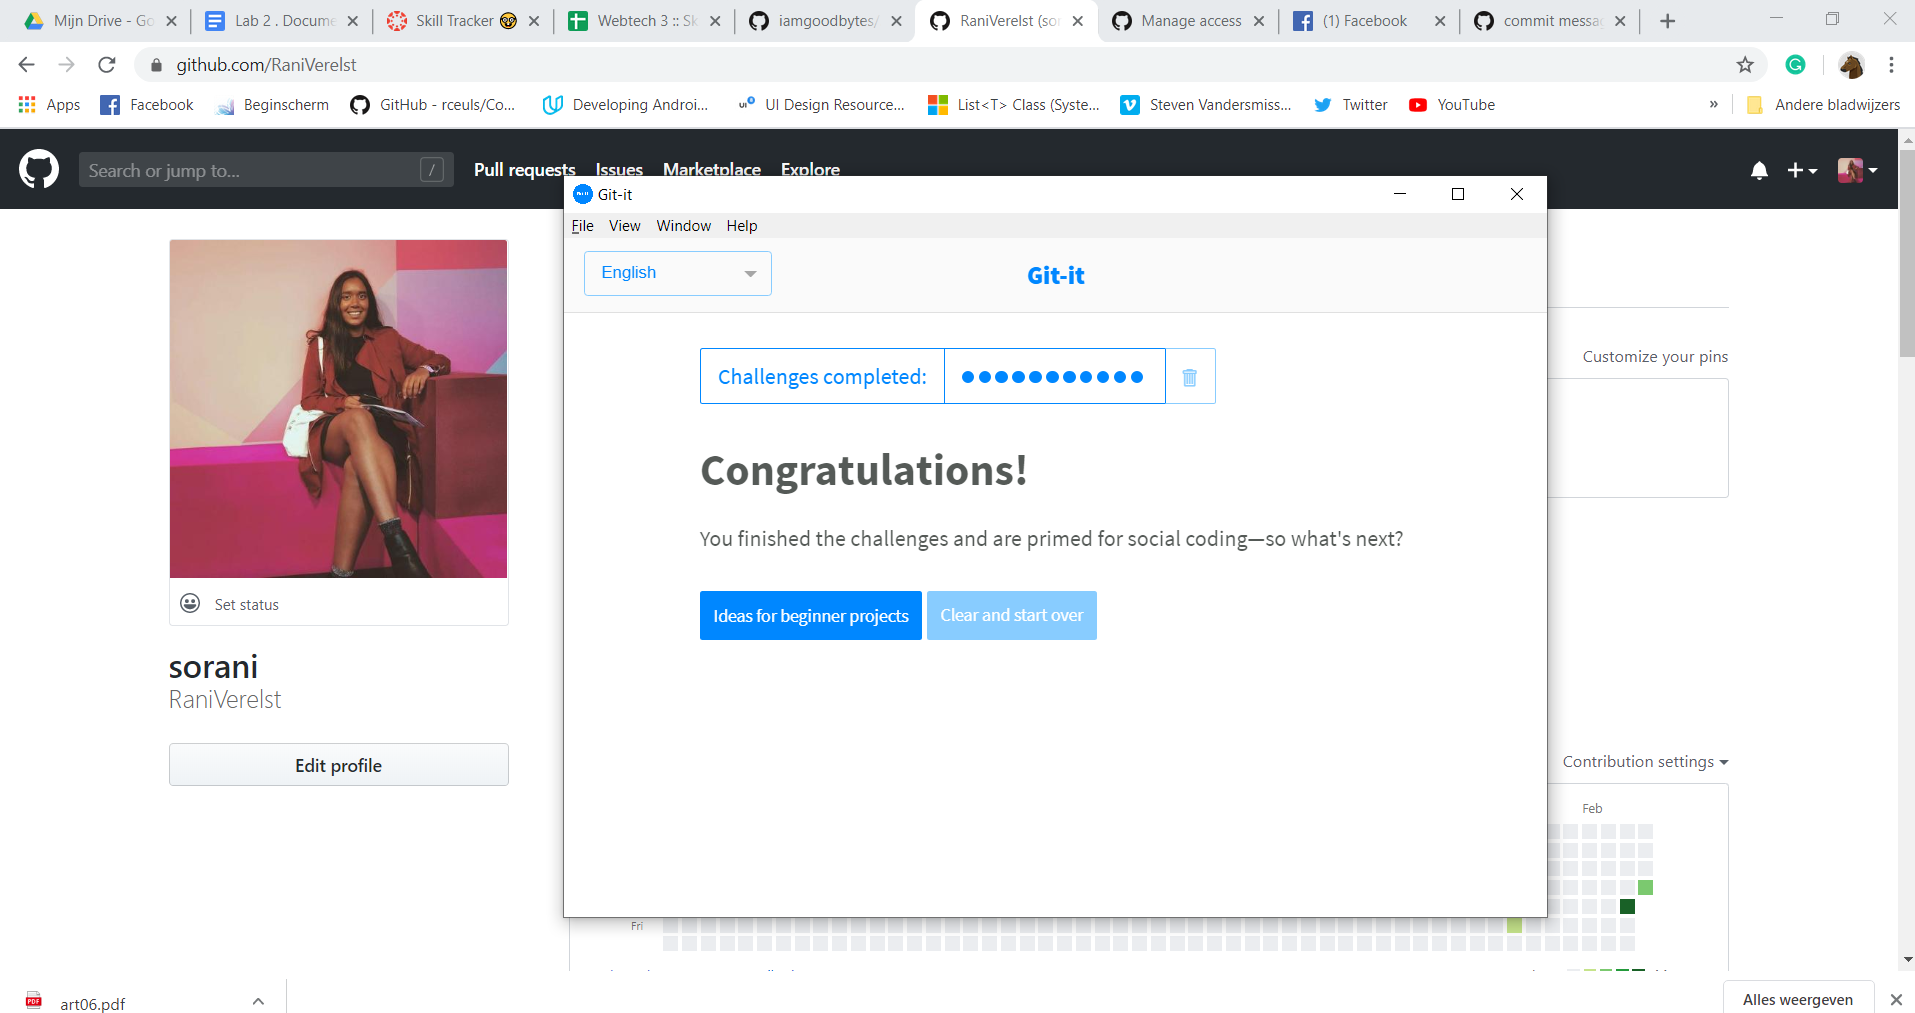 Mijn Drive - Go
Lab 2 . Docume
Skill Tracker
Webtech 3 :: Sk
iamgoodbytes/
RaniVerelst (sor
Manage access
(1) Facebook
commit messag
github.com/RaniVerelst
Apps
Facebook
Beginscherm
GitHub - rceuls/Co...
Developing Androi...
UI Design Resource...
List<T> Class (Syste...
Steven Vandersmiss...
Twitter
YouTube
»
Andere bladwijzers
Search or jump to...
/
Pull requests
Issues
Marketplace
Explore
Git-it
File
View
Window
Help
English
Git-it
Challenges completed:
Congratulations!
You finished the challenges and are primed for social coding—so what's next?
Ideas for beginner projects
Clear and start over
Set status
sorani
RaniVerelst
Edit profile
Customize your pins
Contribution settings
Feb
Fri
PDF
art06.pdf
Alles weergeven